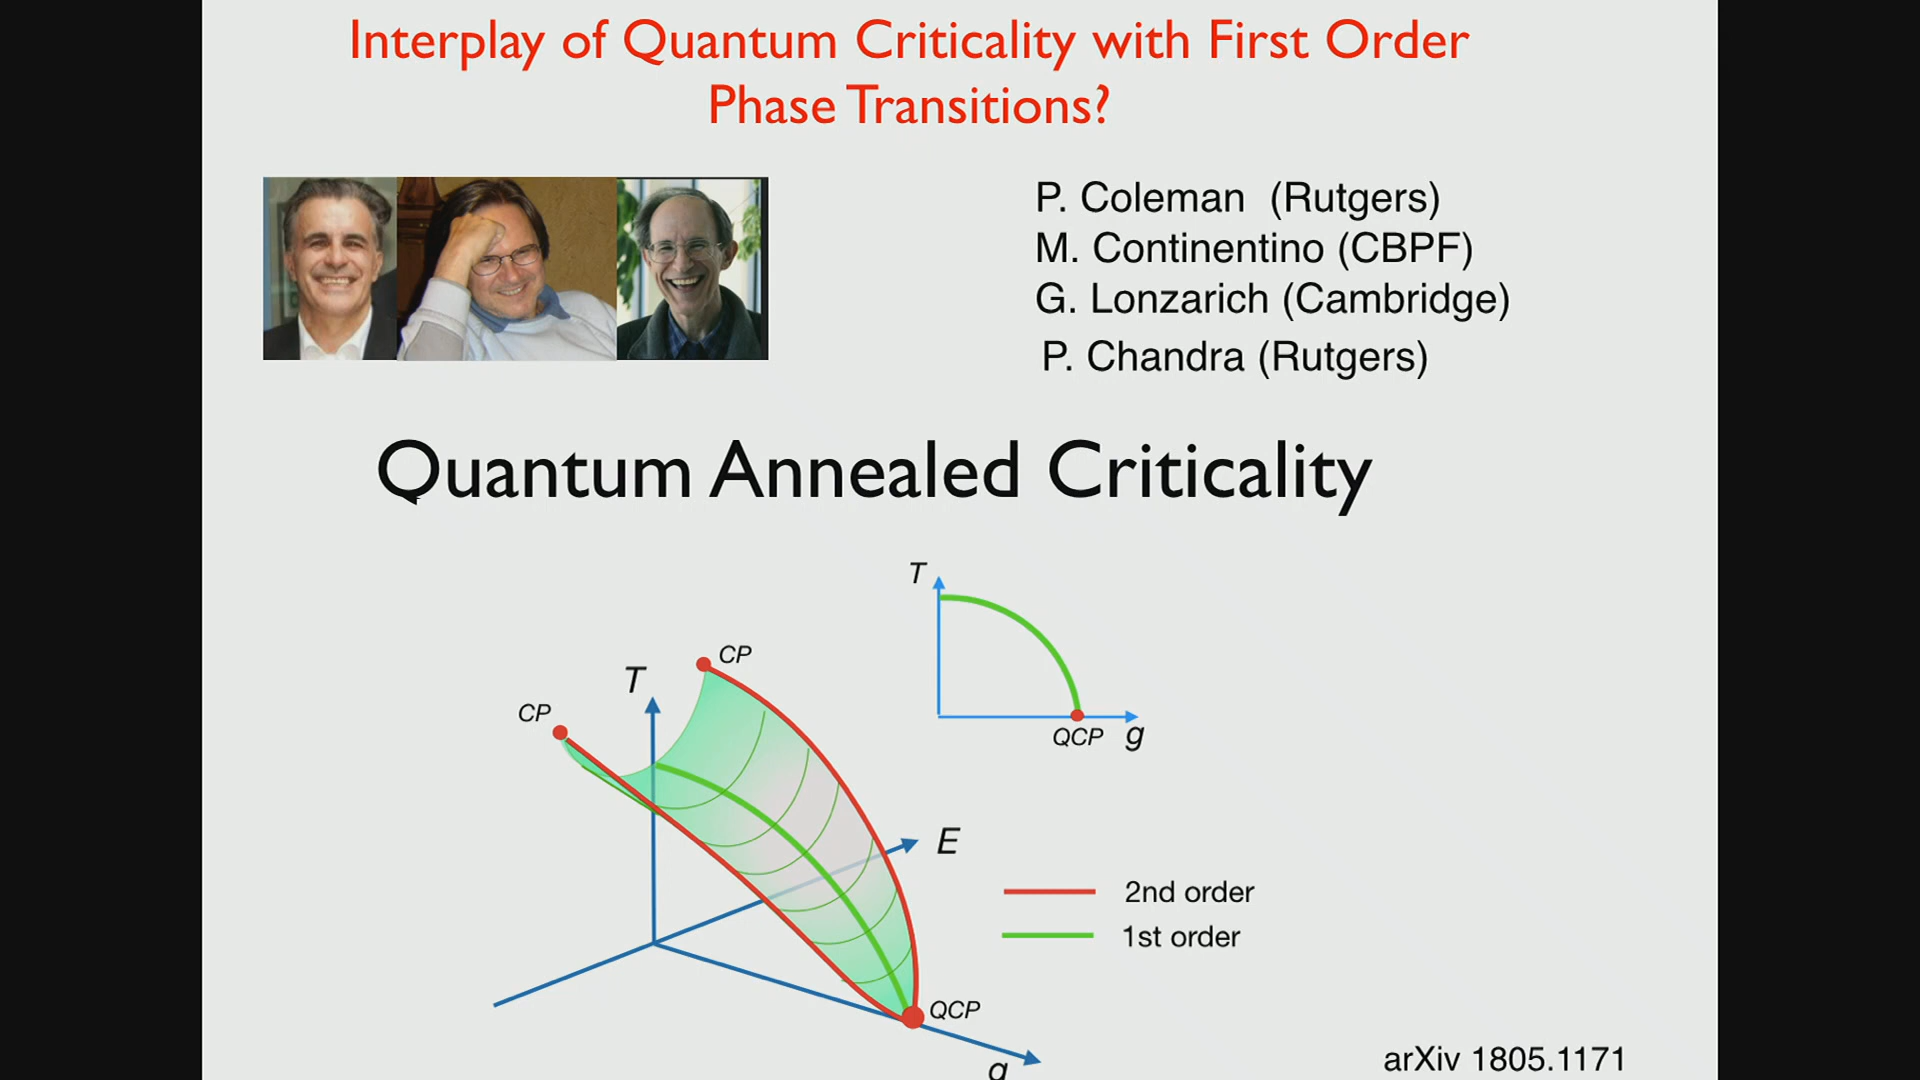 Interplay of Quantum Criticality with First Order
Phase Transitions?
P. Coleman (Rutgers)
M. Continentino (CBPF)
G. Lonzarich (Cambridge)
P. Chandra (Rutgers)
Quantum Annealed Criticality
T
QCP g
CP
T
CP
E
2nd order
1st order
QCP
g
arXiv 1805.1171